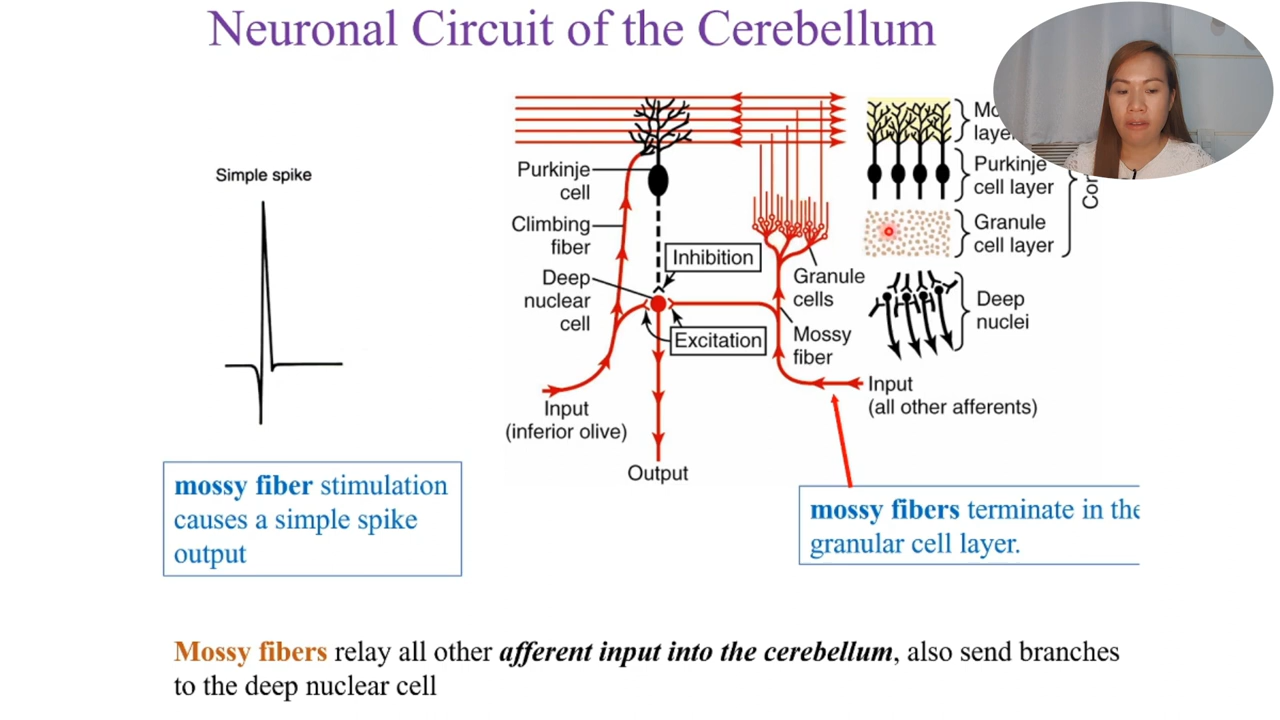 Neuronal Circuit of the Cerebellum
Simple spike
mossy fiber stimulation
causes a simple spike
output
Purkinje
cell
Climbing
fiber
Deep
nuclear
cell
Input
(inferior olive)
Output
Inhibition
Excitation
Granule
cells
Mossy
fiber
Input
(all other afferents)
laye
Purkinje
cell layer
Granule
cell layer
Deep
nuclei
mossy fibers terminate in the
granular cell layer.
Mossy fibers relay all other afferent input into the cerebellum, also send branches
to the deep nuclear cell